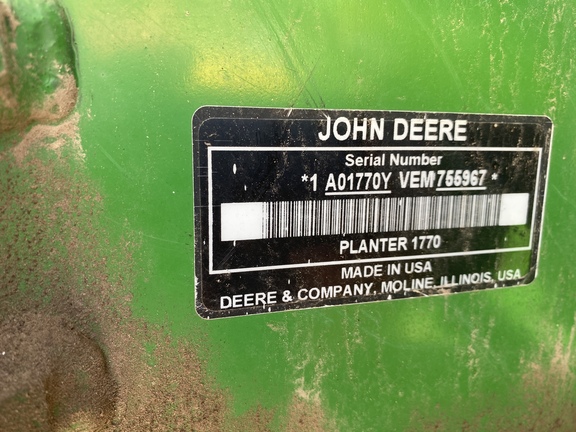 JOHN DEERE
Serial Number
*1 A01770Y VEM755967 *
PLANTER 1770
MADE IN USA
DEERE & COMPANY, MOLINE, ILLINOIS, USA